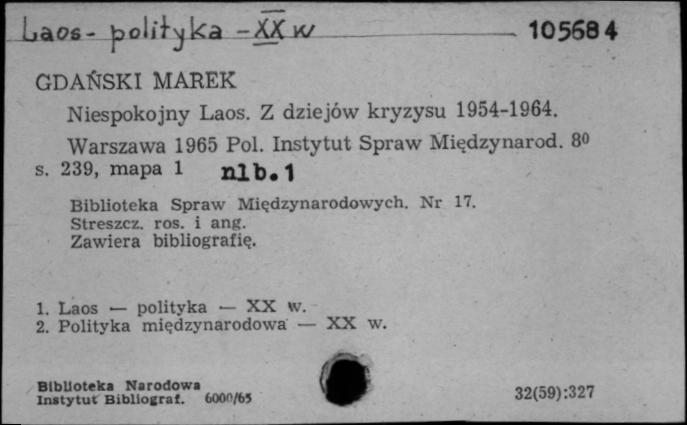 Laos - polityka - XX w
105684
GDAŃSKI MAREK
Niespokojny Laos. Z dziejów kryzysu 1954-1964.
Warszawa 1965 Pol. Instytut Spraw Międzynarod. 8⁰
s. 239, mapa 1 nlb. 1
Biblioteka Spraw Międzynarodowych. Nr 17.
Streszcz. ros. i ang.
Zawiera bibliografię.
1. Laos — polityka — XX w.
2. Polityka międzynarodowa — XX w.
Biblioteka Narodowa
Instytut Bibliograf. 6000/65
32(59):327